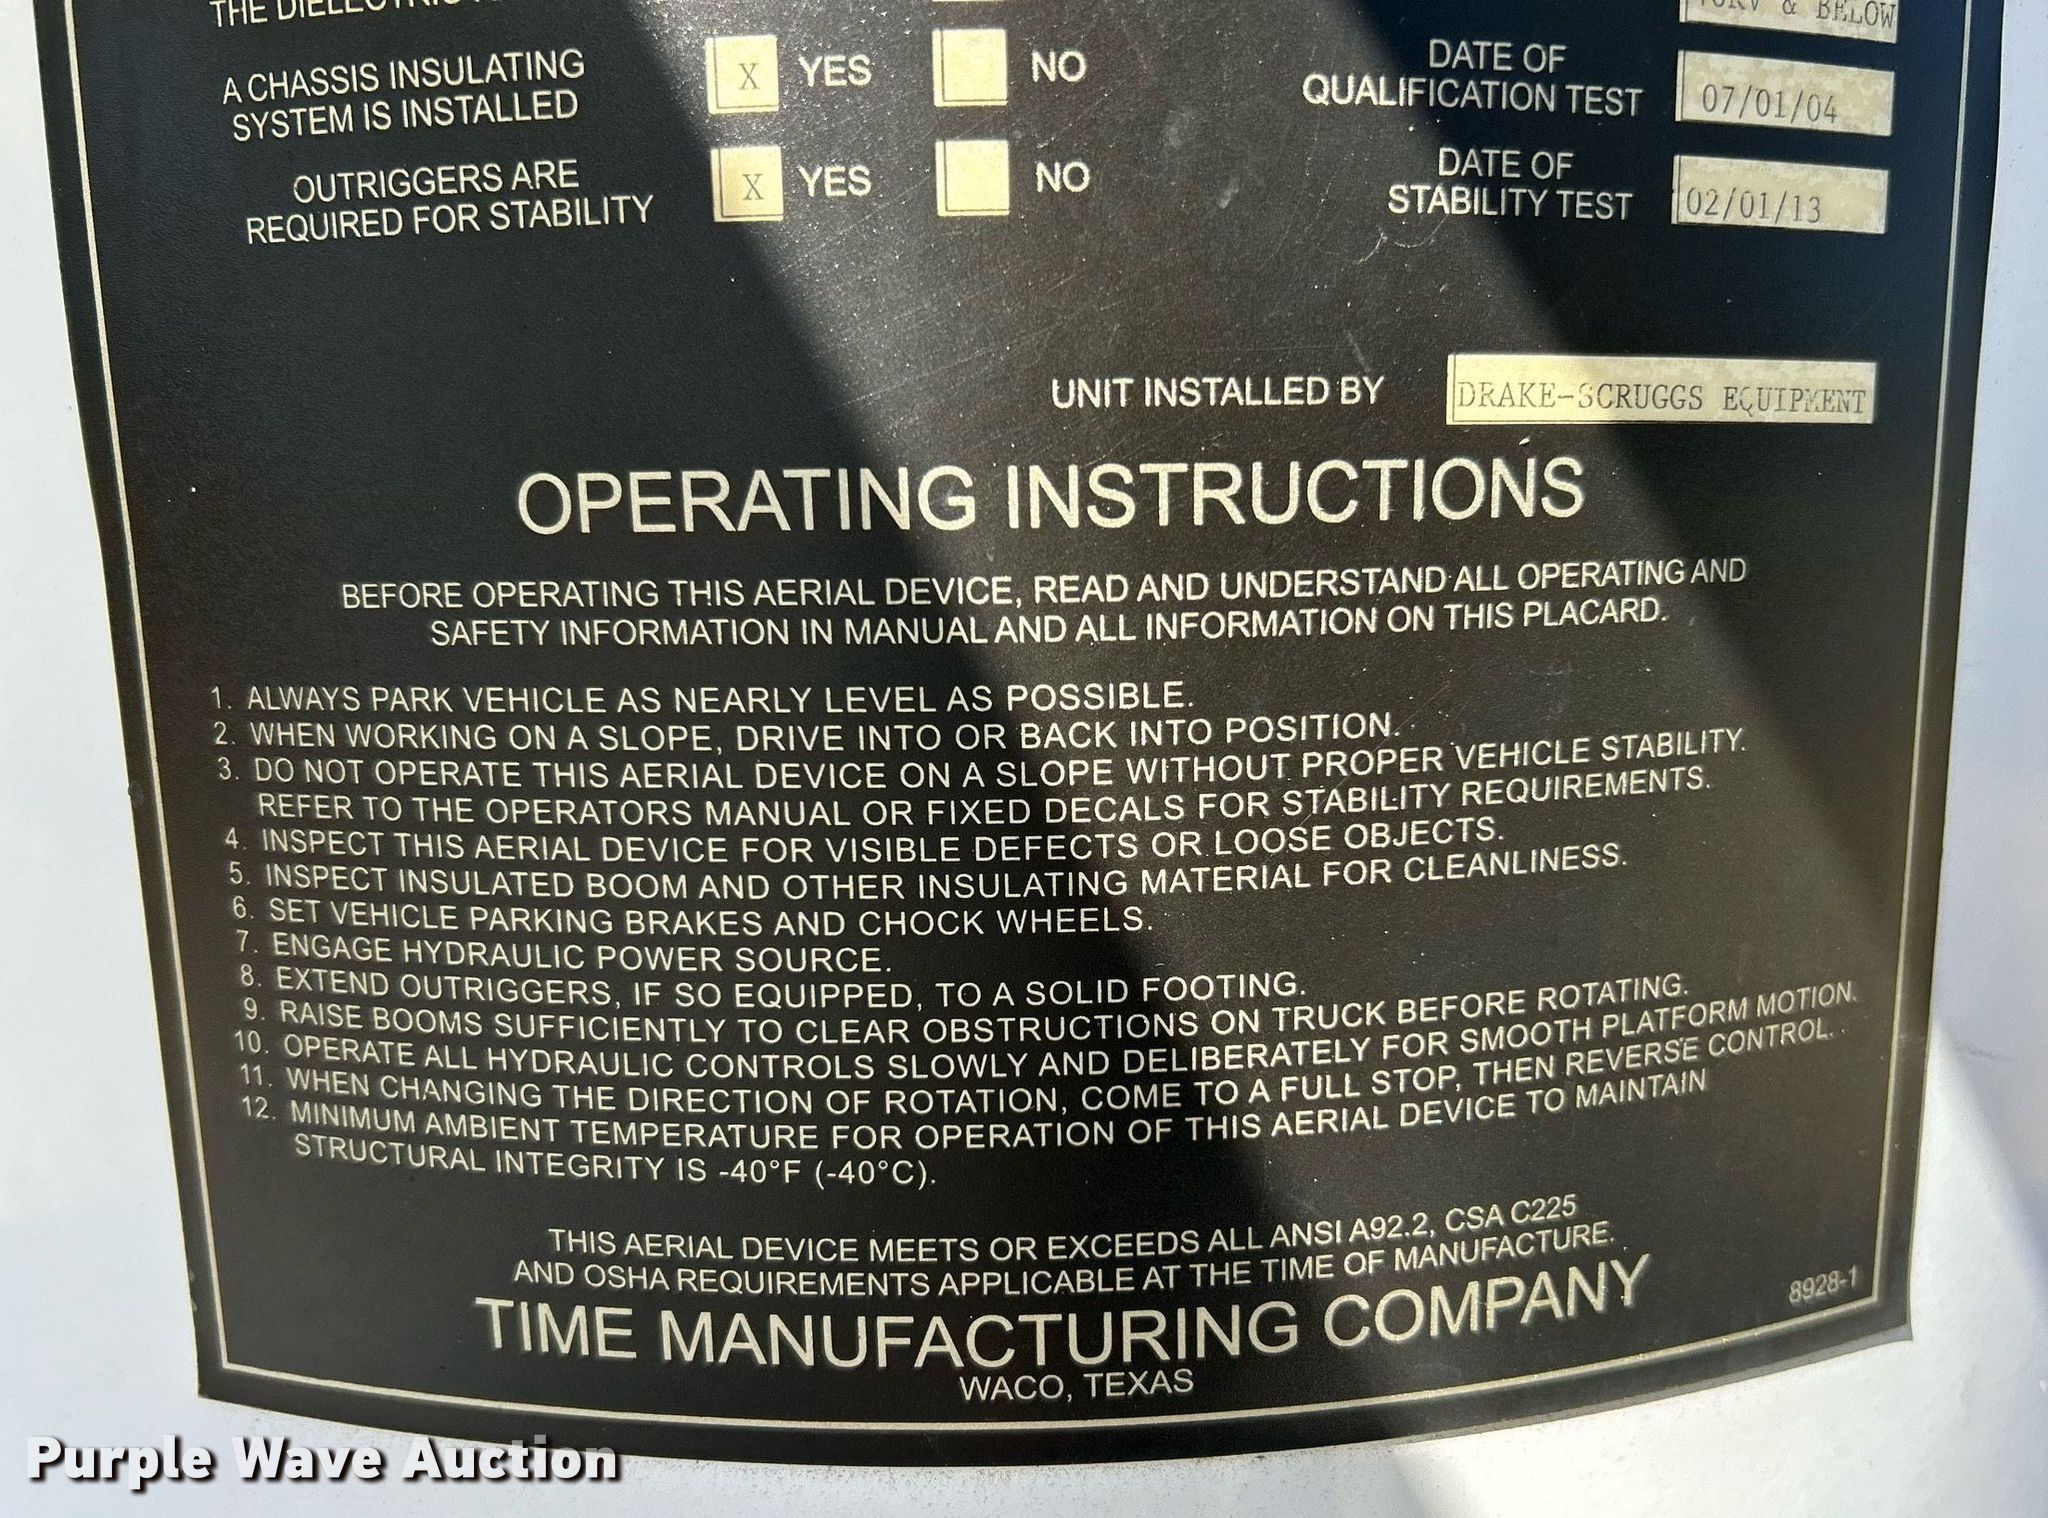 THE DIELECTRIC
& BELOW
A CHASSIS INSULATING
SYSTEM IS INSTALLED
X YES NO
DATE OF
QUALIFICATION TEST
07/01/04
OUTRIGGERS ARE
REQUIRED FOR STABILITY
X YES NO
DATE OF
STABILITY TEST
02/01/13
UNIT INSTALLED BY DRAKE-SCRUGGS EQUIPMENT
OPERATING INSTRUCTIONS
BEFORE OPERATING THIS AERIAL DEVICE, READ AND UNDERSTAND ALL OPERATING AND
SAFETY INFORMATION IN MANUAL AND ALL INFORMATION ON THIS PLACARD.
1. ALWAYS PARK VEHICLE AS NEARLY LEVEL AS POSSIBLE.
2. WHEN WORKING ON A SLOPE, DRIVE INTO OR BACK INTO POSITION.
3. DO NOT OPERATE THIS AERIAL DEVICE ON A SLOPE WITHOUT PROPER VEHICLE STABILITY.
REFER TO THE OPERATORS MANUAL OR FIXED DECALS FOR STABILITY REQUIREMENTS.
4. INSPECT THIS AERIAL DEVICE FOR VISIBLE DEFECTS OR LOOSE OBJECTS.
5. INSPECT INSULATED BOOM AND OTHER INSULATING MATERIAL FOR CLEANLINESS.
6. SET VEHICLE PARKING BRAKES AND CHOCK WHEELS.
7. ENGAGE HYDRAULIC POWER SOURCE.
8. EXTEND OUTRIGGERS, IF SO EQUIPPED, TO A SOLID FOOTING.
9. RAISE BOOMS SUFFICIENTLY TO CLEAR OBSTRUCTIONS ON TRUCK BEFORE ROTATING.
10. OPERATE ALL HYDRAULIC CONTROLS SLOWLY AND DELIBERATELY FOR SMOOTH PLATFORM MOTION.
11. WHEN CHANGING THE DIRECTION OF ROTATION, COME TO A FULL STOP, THEN REVERSE CONTROL.
12. MINIMUM AMBIENT TEMPERATURE FOR OPERATION OF THIS AERIAL DEVICE TO MAINTAIN
STRUCTURAL INTEGRITY IS -40°F (-40°C).
THIS AERIAL DEVICE MEETS OR EXCEEDS ALL ANSI A92.2, CSA C225
AND OSHA REQUIREMENTS APPLICABLE AT THE TIME OF MANUFACTURE.
TIME MANUFACTURING COMPANY
WACO, TEXAS
8928-1
Purple Wave Auction